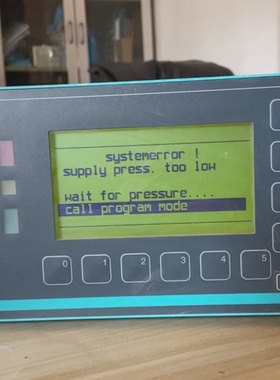 systemerror !
supply press. too low
wait for pressure....
call program mode
0 1 2 3 4 5